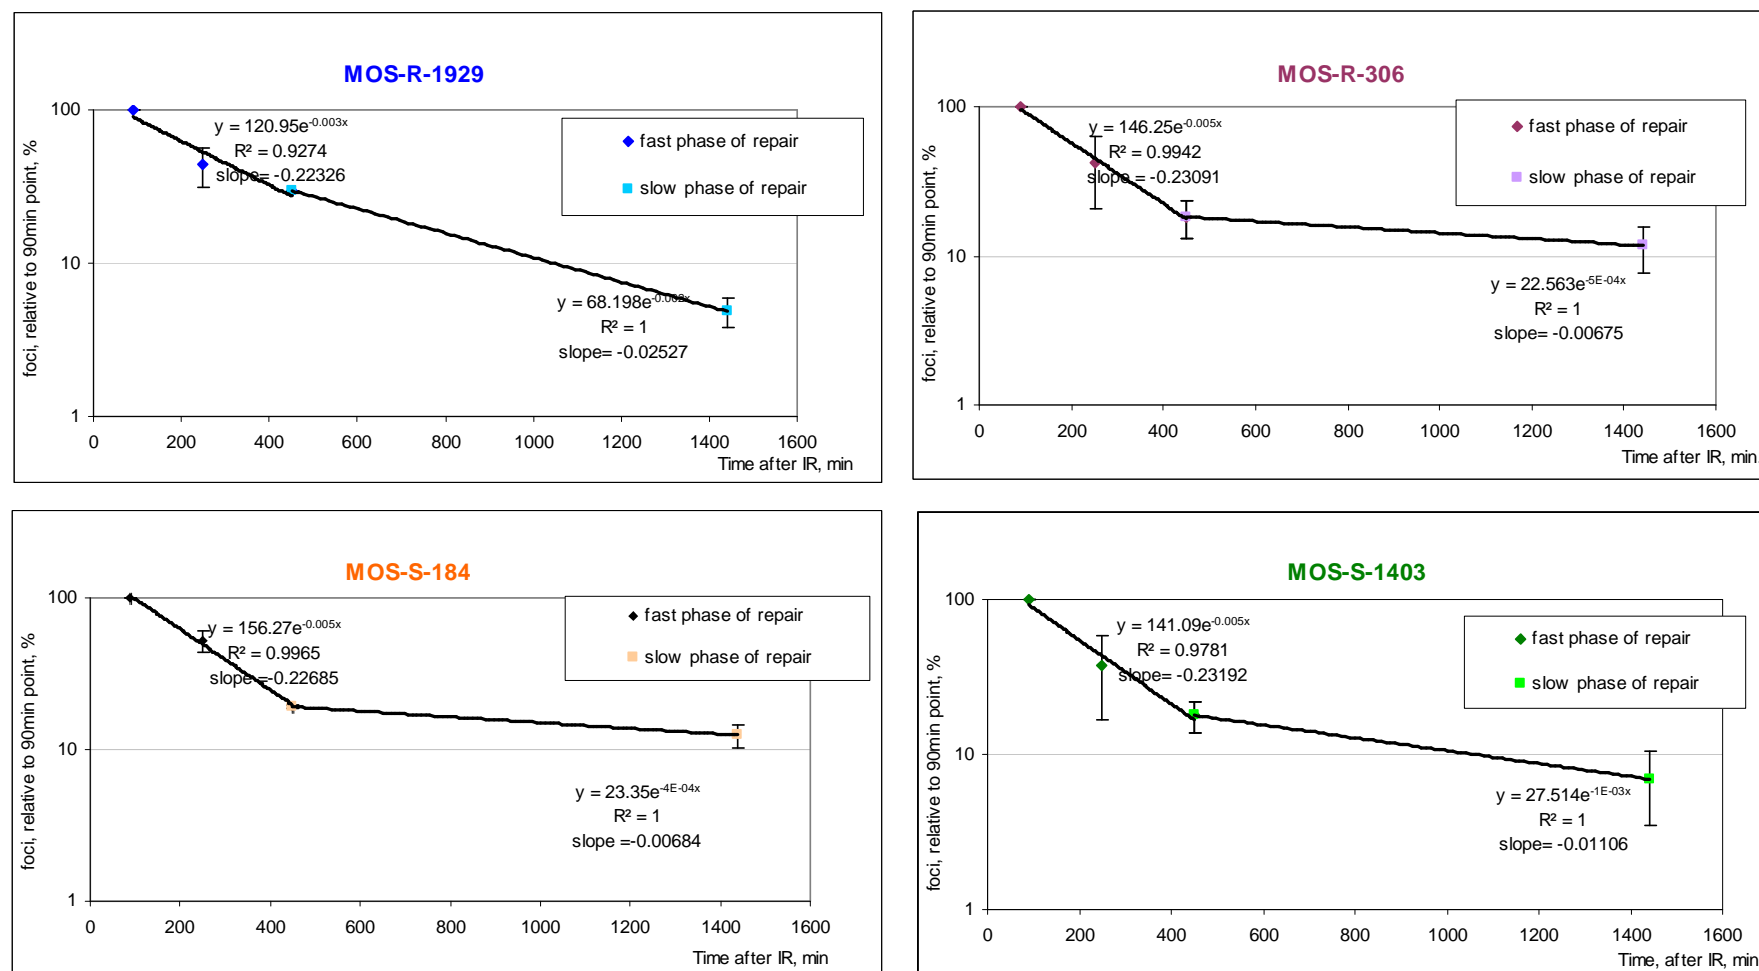 MOS-R-1929
foci, relative to 90min point, %
100
10
1
y = 120.95e^-0.003x
R² = 0.9274
slope= -0.22326
fast phase of repair
slow phase of repair
y = 68.198e^-0.002x
R² = 1
slope= -0.02527
0 200 400 600 800 1000 1200 1400 1600
Time after IR, min
MOS-R-306
foci, relative to 90min point, %
100
10
1
y = 146.25e^-0.005x
R² = 0.9942
slope = -0.23091
fast phase of repair
slow phase of repair
y = 22.563e^-5E-04x
R² = 1
slope= -0.00675
0 200 400 600 800 1000 1200 1400 1600
Time after IR, min.
MOS-S-184
foci, relative to 90min point, %
100
10
1
y = 156.27e^-0.005x
R² = 0.9965
slope =-0.22685
fast phase of repair
slow phase of repair
y = 23.35e^-4E-04x
R² = 1
slope =-0.00684
0 200 400 600 800 1000 1200 1400 1600
Time after IR, min
MOS-S-1403
foci, relative to 90min point, %
100
10
1
y = 141.09e^-0.005x
R² = 0.9781
slope= -0.23192
fast phase of repair
slow phase of repair
y = 27.514e^-1E-03x
R² = 1
slope= -0.01106
0 200 400 600 800 1000 1200 1400 1600
Time, after IR, min